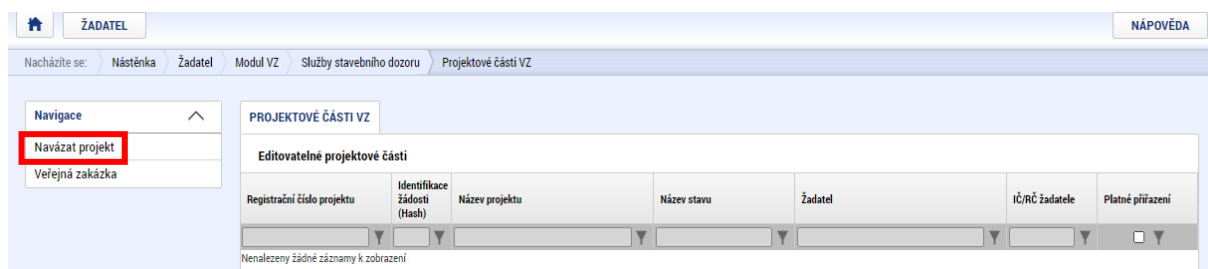 ŽADATEL
NÁPOVĚDA
Nacházíte se: Nástěnka Žadatel Modul VZ Služby stavebního dozoru Projektové části VZ
Navigace
Navázat projekt
Veřejná zakázka
PROJEKTOVÉ ČÁSTI VZ
Editovatelné projektové části
Registrační číslo projektu
Identifikace
žádosti
(Hash)
Název projektu
Název stavu
Žadatel
IČ/RČ žadatele
Platné přiřazení
Nenalezeny žádné záznamy k zobrazení